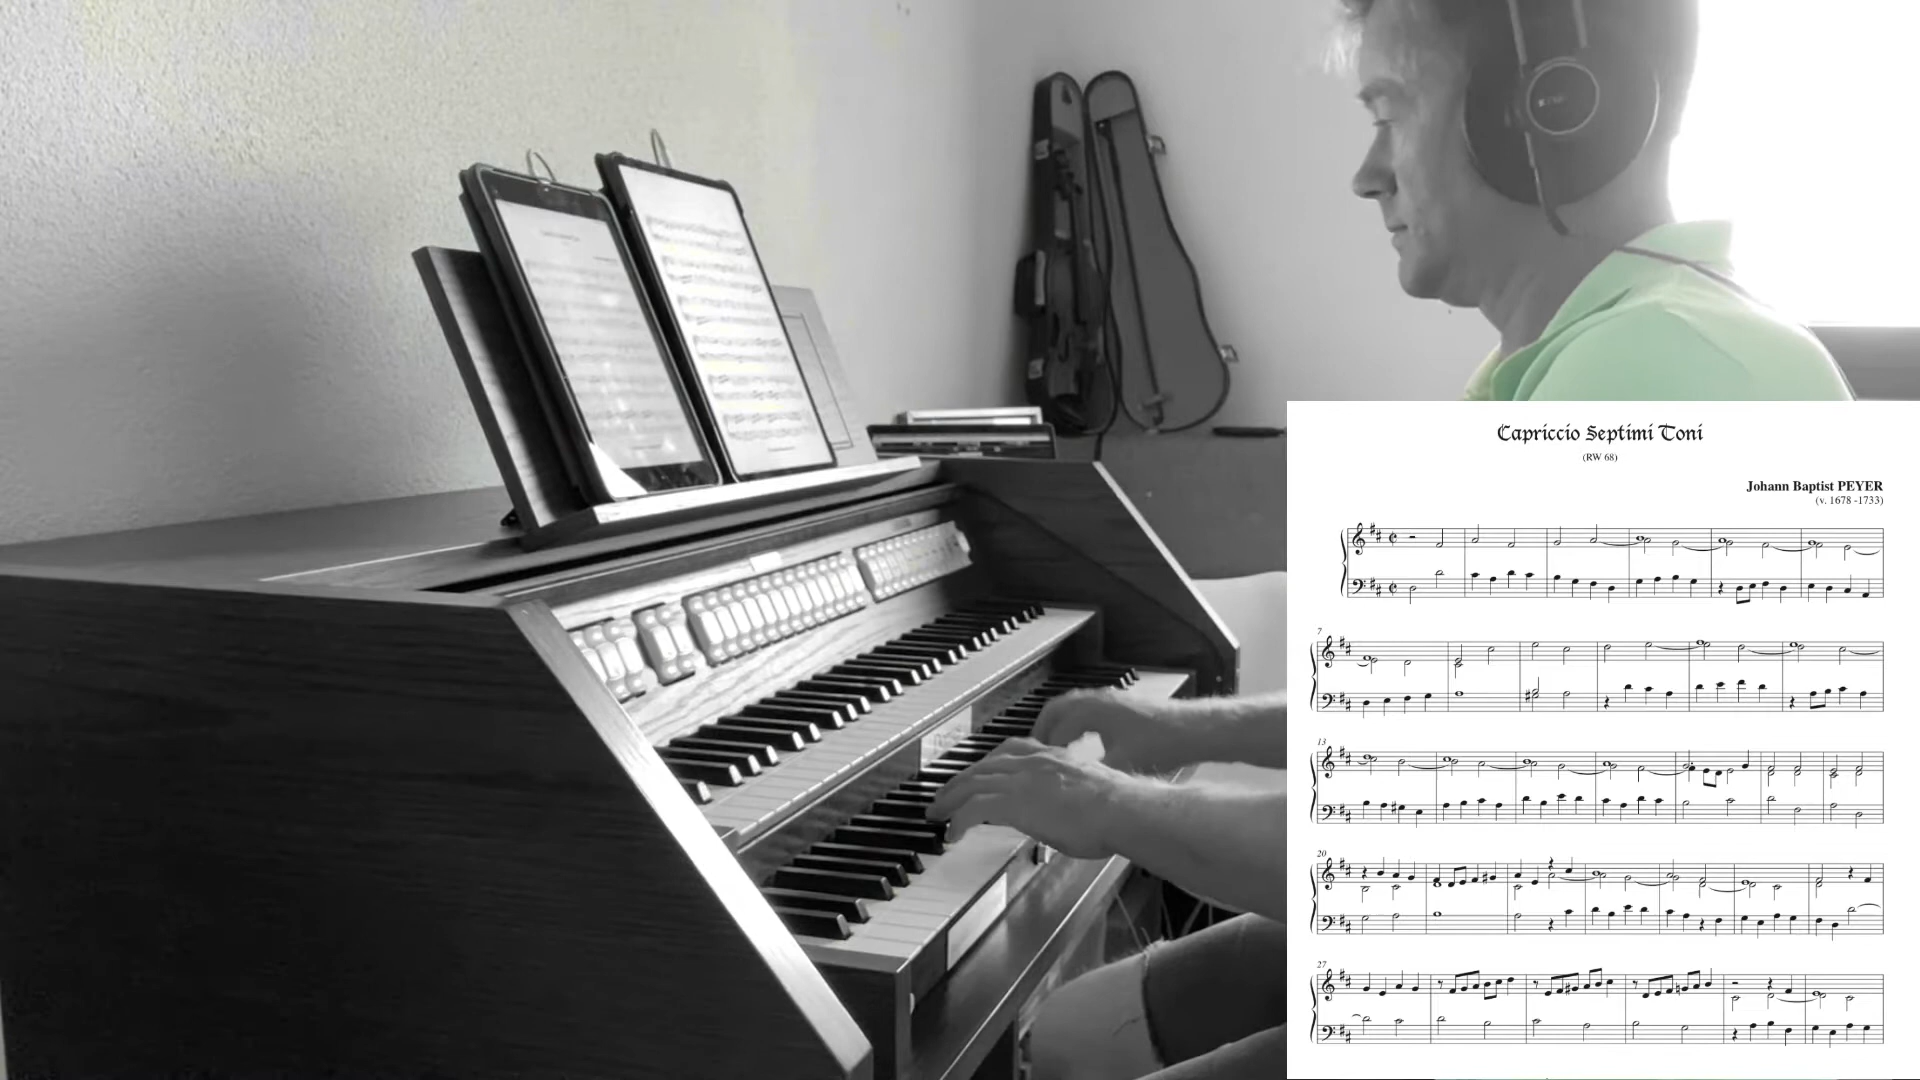 Capriccio Septimi Toni
(RW 68)
Johann Baptist PEYER
(v. 1678 -1733)
7
13
20
27